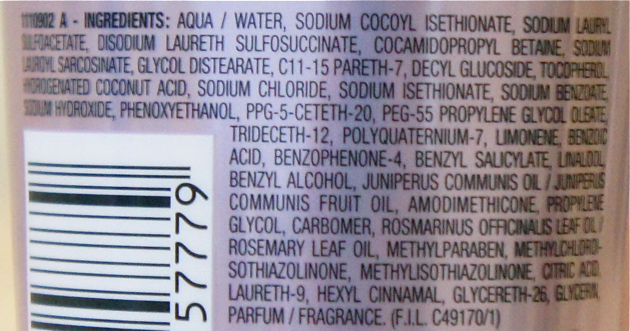 1110902 A - INGREDIENTS: AQUA / WATER, SODIUM COCOYL ISETHIONATE, SODIUM LAURYL
SULFOACETATE, DISODIUM LAURETH SULFOSUCCINATE, COCAMIDOPROPYL BETAINE, SODIUM
LAUROYL SARCOSINATE, GLYCOL DISTEARATE, C11-15 PARETH-7, DECYL GLUCOSIDE, TOCOPHEROL,
HYDROGENATED COCONUT ACID, SODIUM CHLORIDE, SODIUM ISETHIONATE, SODIUM BENZOATE,
SODIUM HYDROXIDE, PHENOXYETHANOL, PPG-5-CETETH-20, PEG-55 PROPYLENE GLYCOL OLEATE,
TRIDECETH-12, POLYQUATERNIUM-7, LIMONENE, BENZOIC
ACID, BENZOPHENONE-4, BENZYL SALICYLATE, LINALOOL,
BENZYL ALCOHOL, JUNIPERUS COMMUNIS OIL / JUNIPERUS
COMMUNIS FRUIT OIL, AMODIMETHICONE, PROPYLENE
GLYCOL, CARBOMER, ROSMARINUS OFFICINALIS LEAF OIL /
ROSEMARY LEAF OIL, METHYLPARABEN, METHYLCHLORO-
SOTHIAZOLINONE, METHYLISOTHIAZOLINONE, CITRIC ACID,
LAURETH-9, HEXYL CINNAMAL, GLYCERETH-26, GLYCERIN,
PARFUM / FRAGRANCE. (F.I.L. C49170/1)
57779